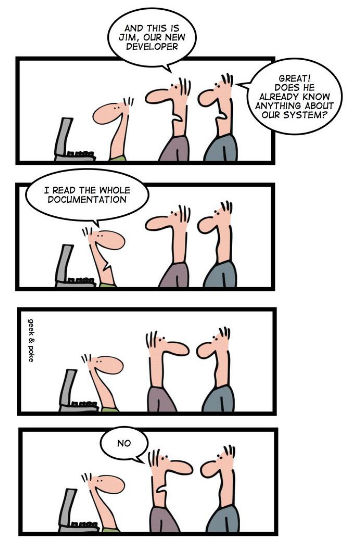 AND THIS IS
JIM, OUR NEW
DEVELOPER
GREAT!
DOES HE
ALREADY KNOW
ANYTHING ABOUT
OUR SYSTEM?
I READ THE WHOLE
DOCUMENTATION
geek & poke
NO